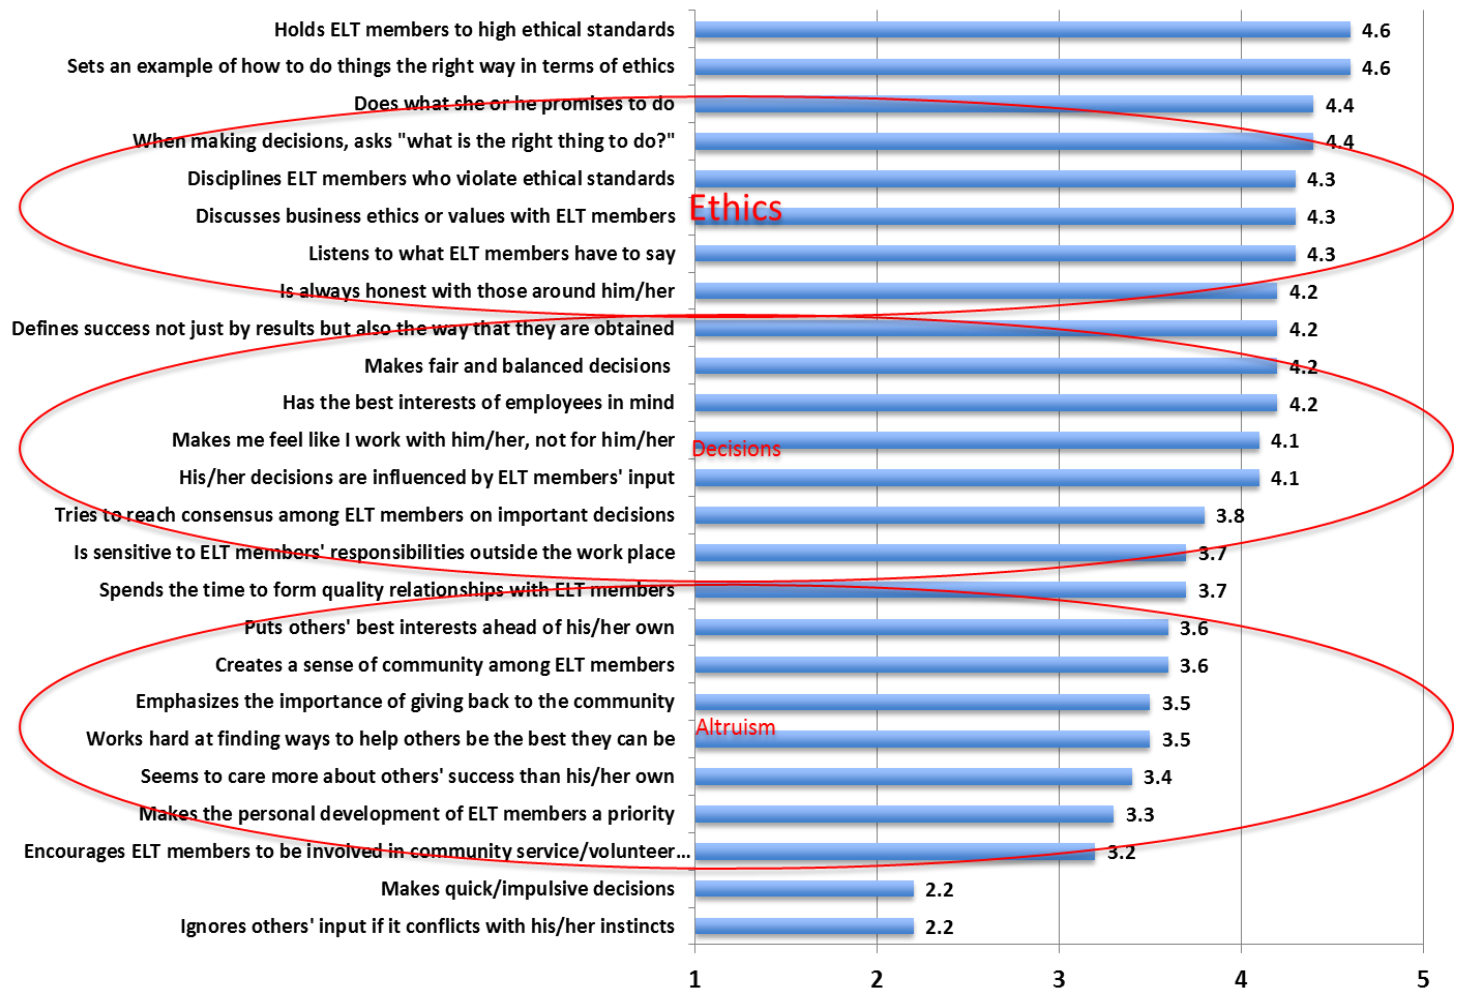 Holds ELT members to high ethical standards 4.6
Sets an example of how to do things the right way in terms of ethics 4.6
Does what she or he promises to do 4.4
When making decisions, asks "what is the right thing to do?" 4.4
Disciplines ELT members who violate ethical standards 4.3
Discusses business ethics or values with ELT members Ethics 4.3
Listens to what ELT members have to say 4.3
Is always honest with those around him/her 4.2
Defines success not just by results but also the way that they are obtained 4.2
Makes fair and balanced decisions 4.2
Has the best interests of employees in mind 4.2
Makes me feel like I work with him/her, not for him/her Decisions 4.1
His/her decisions are influenced by ELT members' input 4.1
Tries to reach consensus among ELT members on important decisions 3.8
Is sensitive to ELT members' responsibilities outside the work place 3.7
Spends the time to form quality relationships with ELT members 3.7
Puts others' best interests ahead of his/her own 3.6
Creates a sense of community among ELT members 3.6
Emphasizes the importance of giving back to the community 3.5
Altruism
Works hard at finding ways to help others be the best they can be 3.5
Seems to care more about others' success than his/her own 3.4
Makes the personal development of ELT members a priority 3.3
Encourages ELT members to be involved in community service/volunteer... 3.2
Makes quick/impulsive decisions 2.2
Ignores others' input if it conflicts with his/her instincts 2.2
1 2 3 4 5